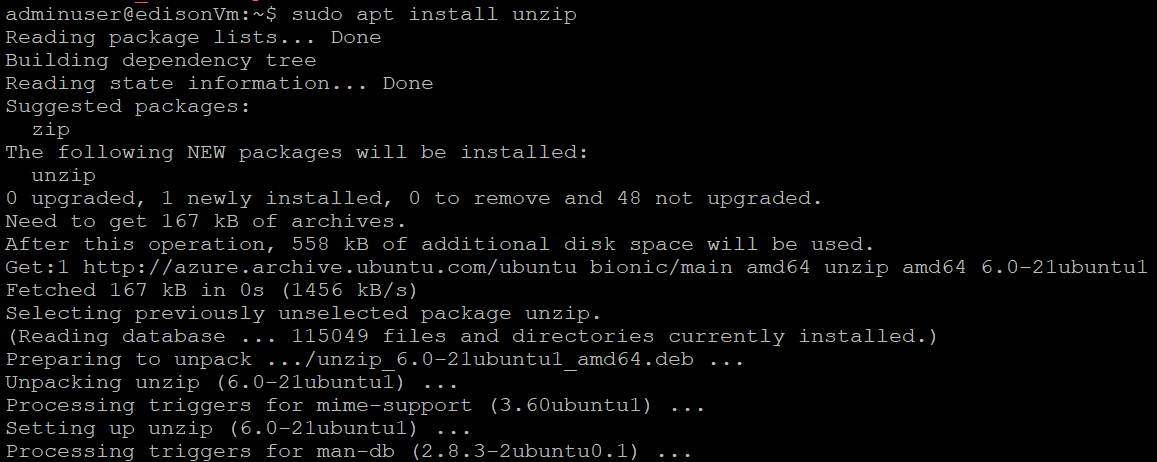 adminuser@edisonVm:~$ sudo apt install unzip
Reading package lists... Done
Building dependency tree
Reading state information... Done
Suggested packages:
  zip
The following NEW packages will be installed:
  unzip
0 upgraded, 1 newly installed, 0 to remove and 48 not upgraded.
Need to get 167 kB of archives.
After this operation, 558 kB of additional disk space will be used.
Get:1 http://azure.archive.ubuntu.com/ubuntu bionic/main amd64 unzip amd64 6.0-21ubuntu1
Fetched 167 kB in 0s (1456 kB/s)
Selecting previously unselected package unzip.
(Reading database ... 115049 files and directories currently installed.)
Preparing to unpack .../unzip_6.0-21ubuntu1_amd64.deb ...
Unpacking unzip (6.0-21ubuntu1) ...
Processing triggers for mime-support (3.60ubuntu1) ...
Setting up unzip (6.0-21ubuntu1) ...
Processing triggers for man-db (2.8.3-2ubuntu0.1) ...